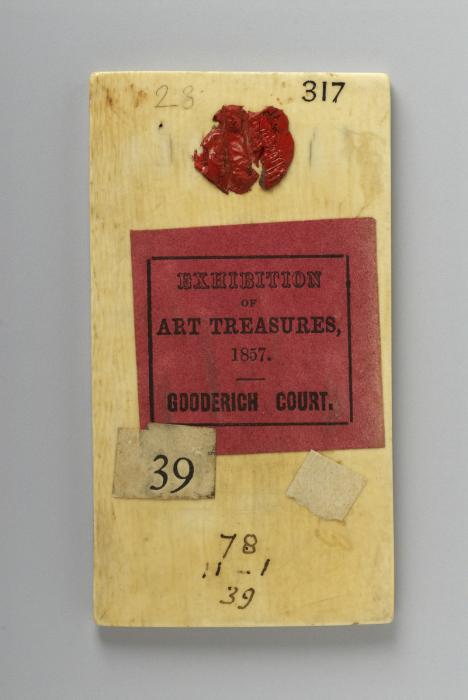 28
317
EXHIBITION
OF
ART TREASURES,
1857.
GOODERICH COURT.
39
78
11-1
39